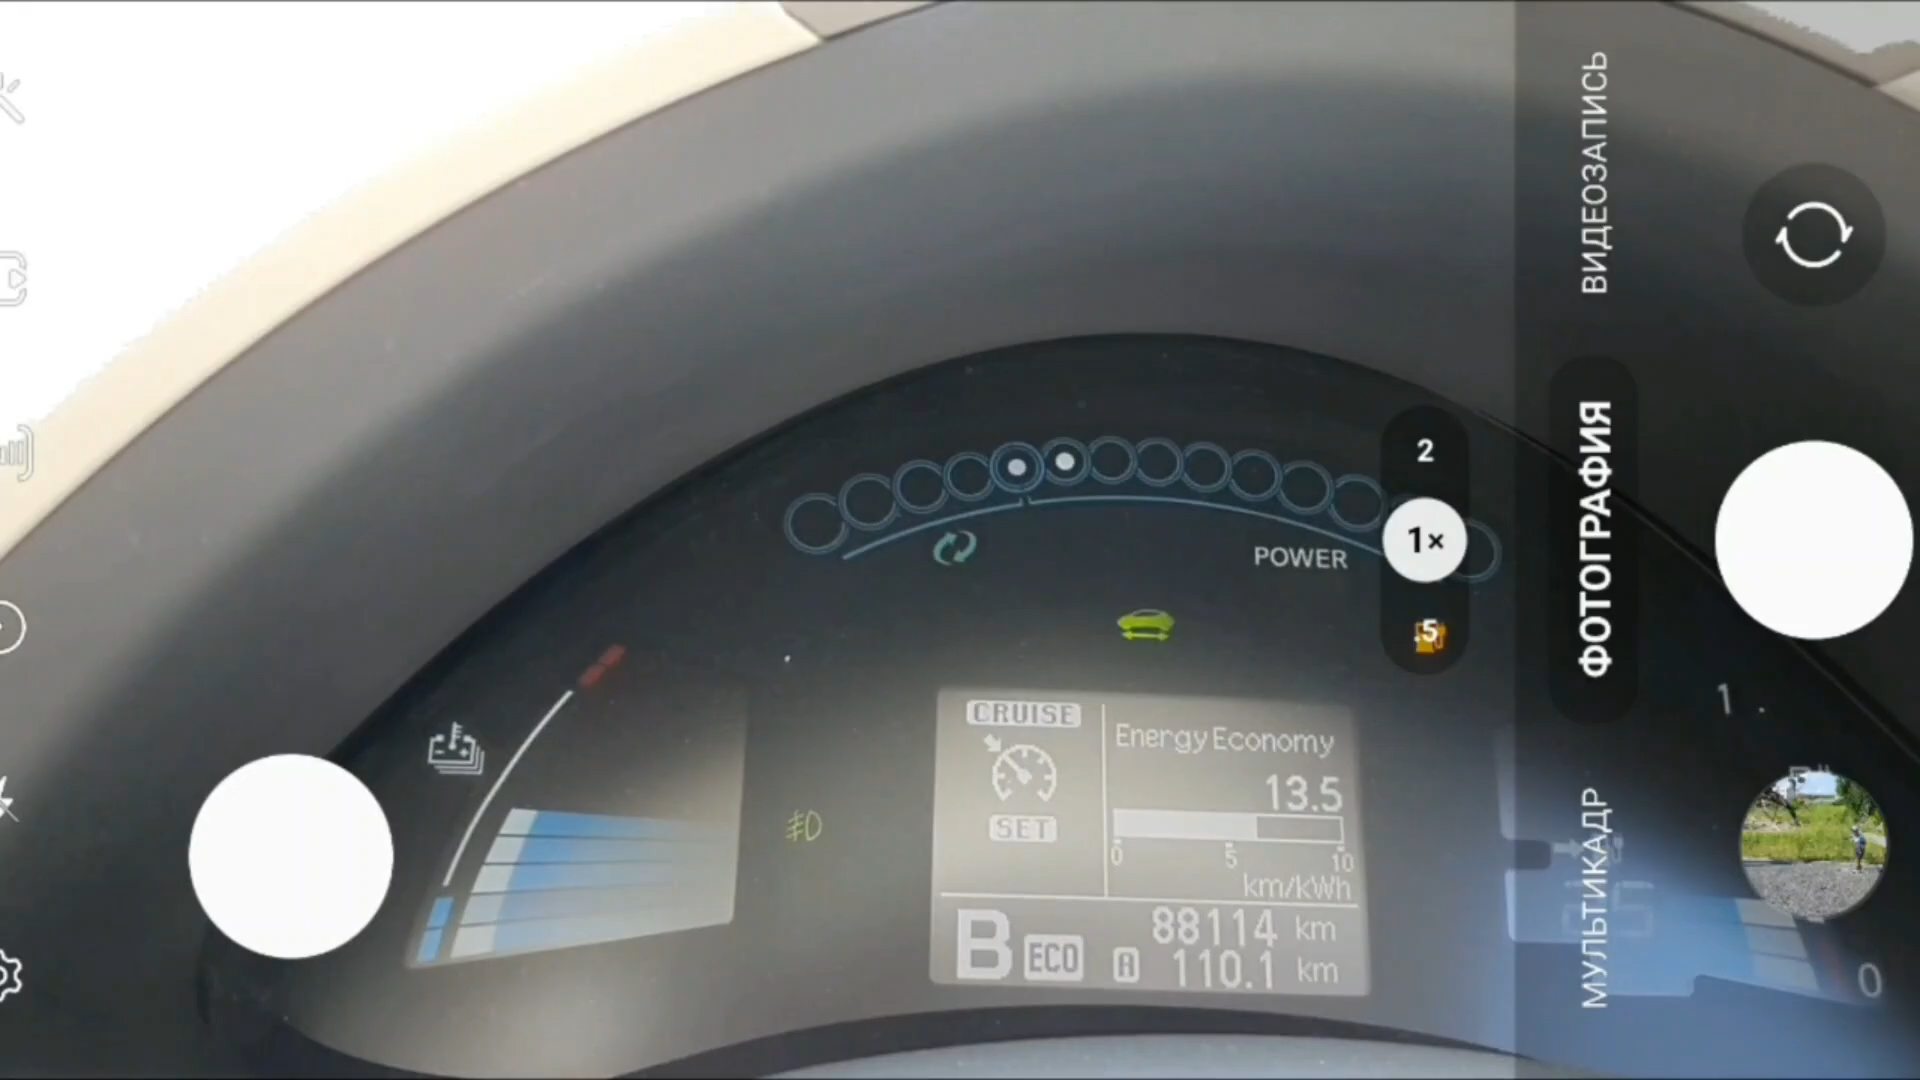 POWER
CRUISE
SET
Energy Economy
13.5
0 5 10
km/kWh
B ECO
88114 km
A 110.1 km
2
1×
.5
ВИДЕОЗАПИСЬ
ФОТОГРАФИЯ
МУЛЬТИКАДР
1
0